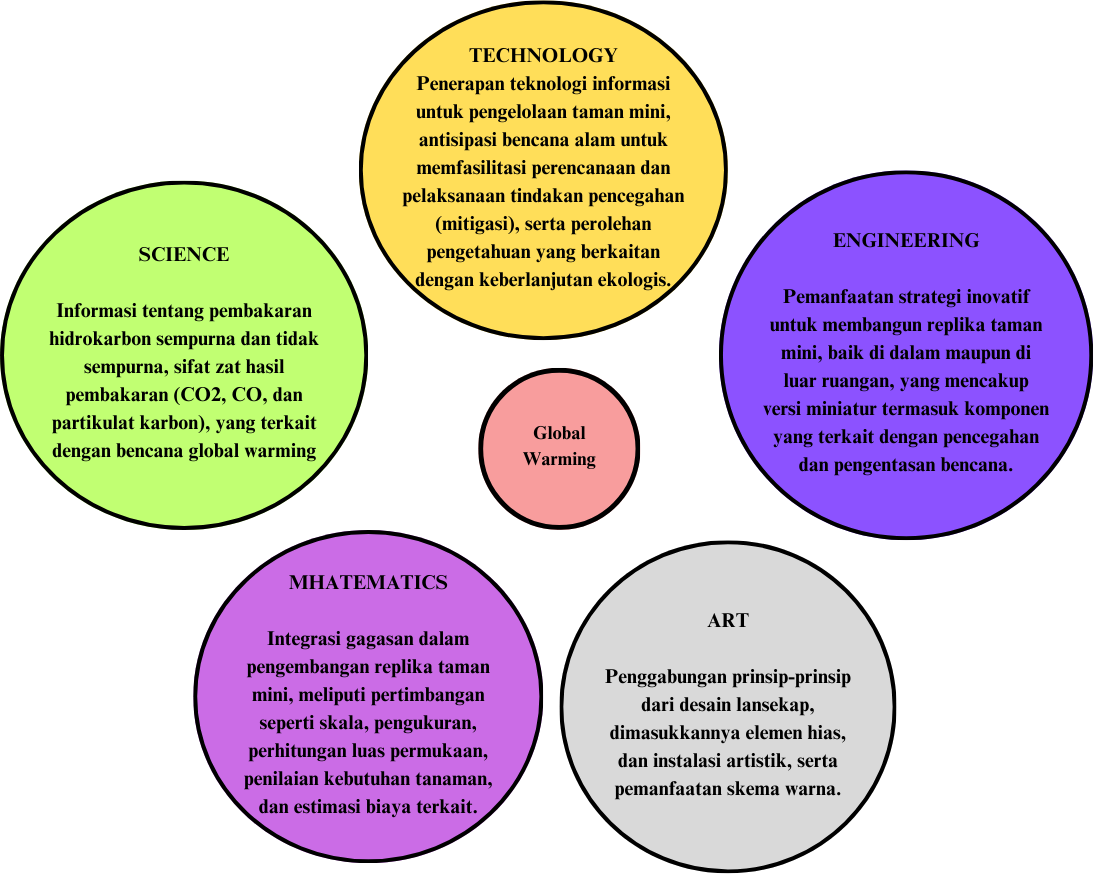 TECHNOLOGY
Penerapan teknologi informasi
untuk pengelolaan taman mini,
antisipasi bencana alam untuk
memfasilitasi perencanaan dan
pelaksanaan tindakan pencegahan
(mitigasi), serta perolehan
pengetahuan yang berkaitan
dengan keberlanjutan ekologis.
SCIENCE
Informasi tentang pembakaran
hidrokarbon sempurna dan tidak
sempurna, sifat zat hasil
pembakaran (CO2, CO, dan
partikulat karbon), yang terkait
dengan bencana global warming
ENGINEERING
Pemanfaatan strategi inovatif
untuk membangun replika taman
mini, baik di dalam maupun di
luar ruangan, yang mencakup
versi miniatur termasuk komponen
yang terkait dengan pencegahan
dan pengentasan bencana.
Global
Warming
MHATEMATICS
Integrasi gagasan dalam
pengembangan replika taman
mini, meliputi pertimbangan
seperti skala, pengukuran,
perhitungan luas permukaan,
penilaian kebutuhan tanaman,
dan estimasi biaya terkait.
ART
Penggabungan prinsip-prinsip
dari desain lansekap,
dimasukkannya elemen hias,
dan instalasi artistik, serta
pemanfaatan skema warna.